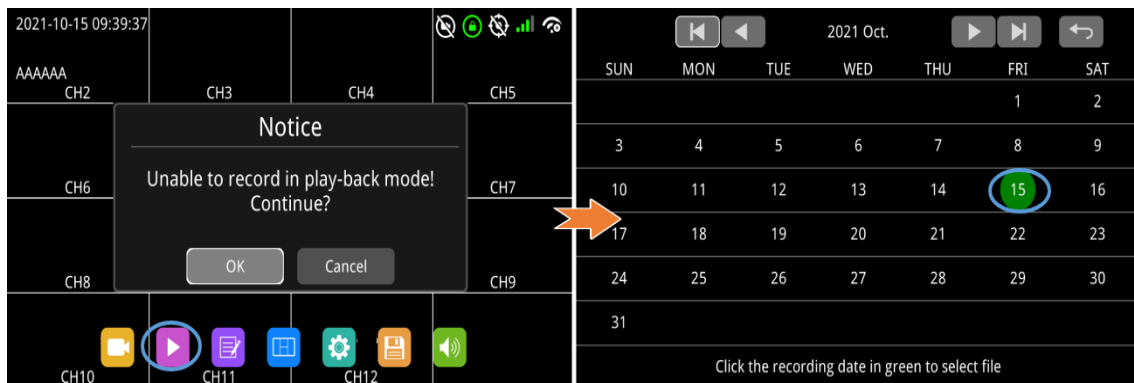 2021-10-15 09:39:37
AAAAAA
CH2 CH3 CH4 CH5
Notice
Unable to record in play-back mode!
Continue?
CH6 CH7
OK Cancel
CH8 CH9
CH10 CH11 CH12
2021 Oct.
SUN MON TUE WED THU FRI SAT
1 2
3 4 5 6 7 8 9
10 11 12 13 14 15 16
17 18 19 20 21 22 23
24 25 26 27 28 29 30
31
Click the recording date in green to select file